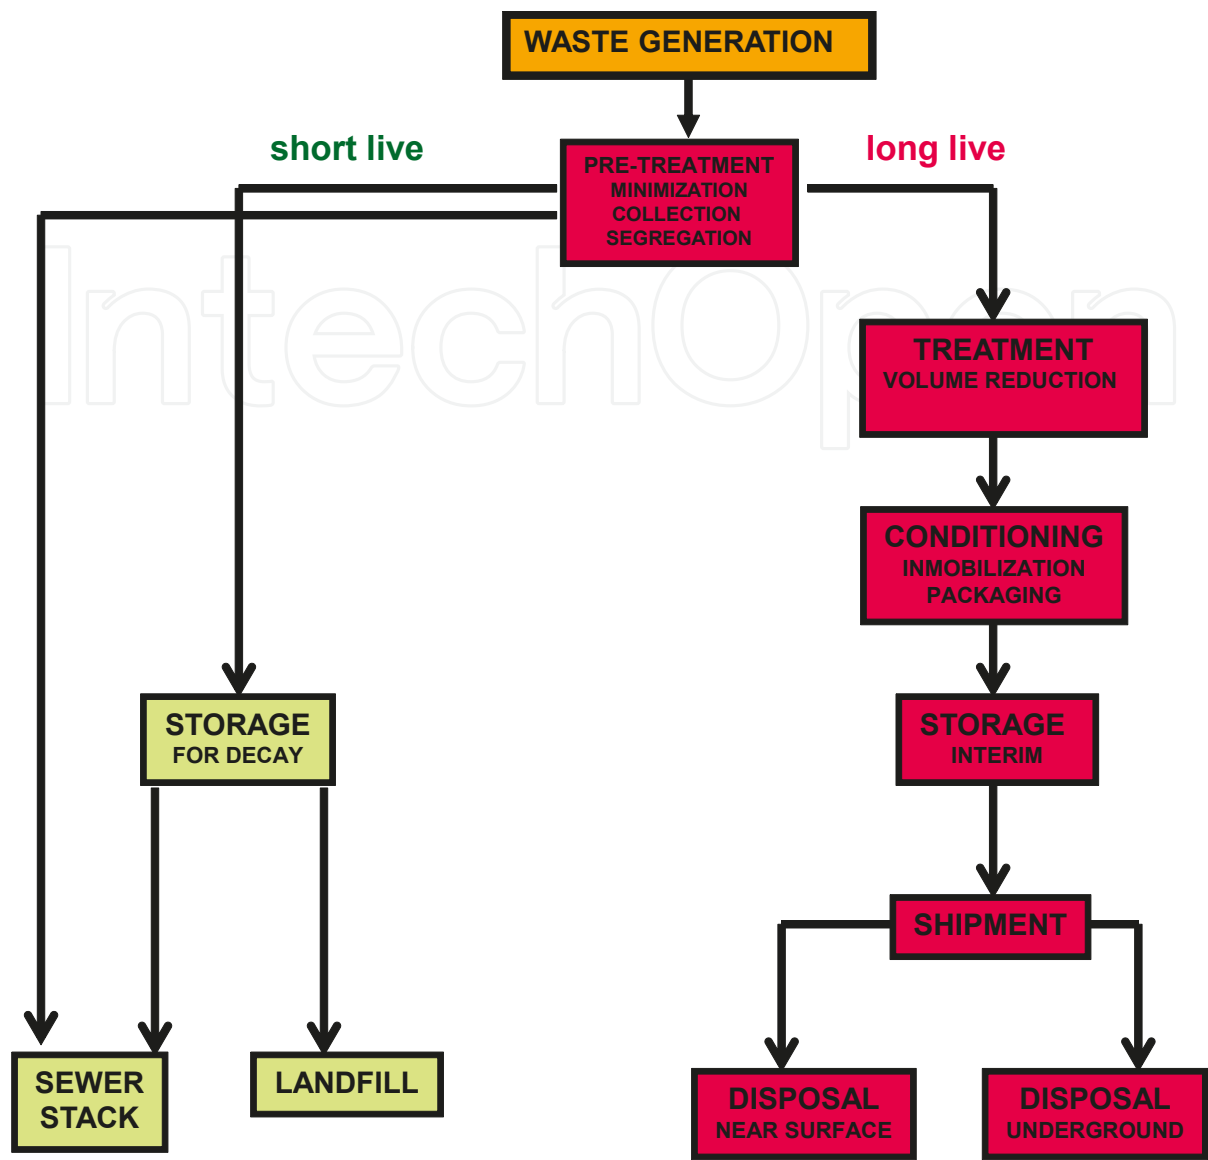 WASTE GENERATION
short live
long live
PRE-TREATMENT
MINIMIZATION
COLLECTION
SEGREGATION
IntechOpen
TREATMENT
VOLUME REDUCTION
CONDITIONING
INMOBILIZATION
PACKAGING
STORAGE
FOR DECAY
STORAGE
INTERIM
SHIPMENT
SEWER
STACK
LANDFILL
DISPOSAL
NEAR SURFACE
DISPOSAL
UNDERGROUND